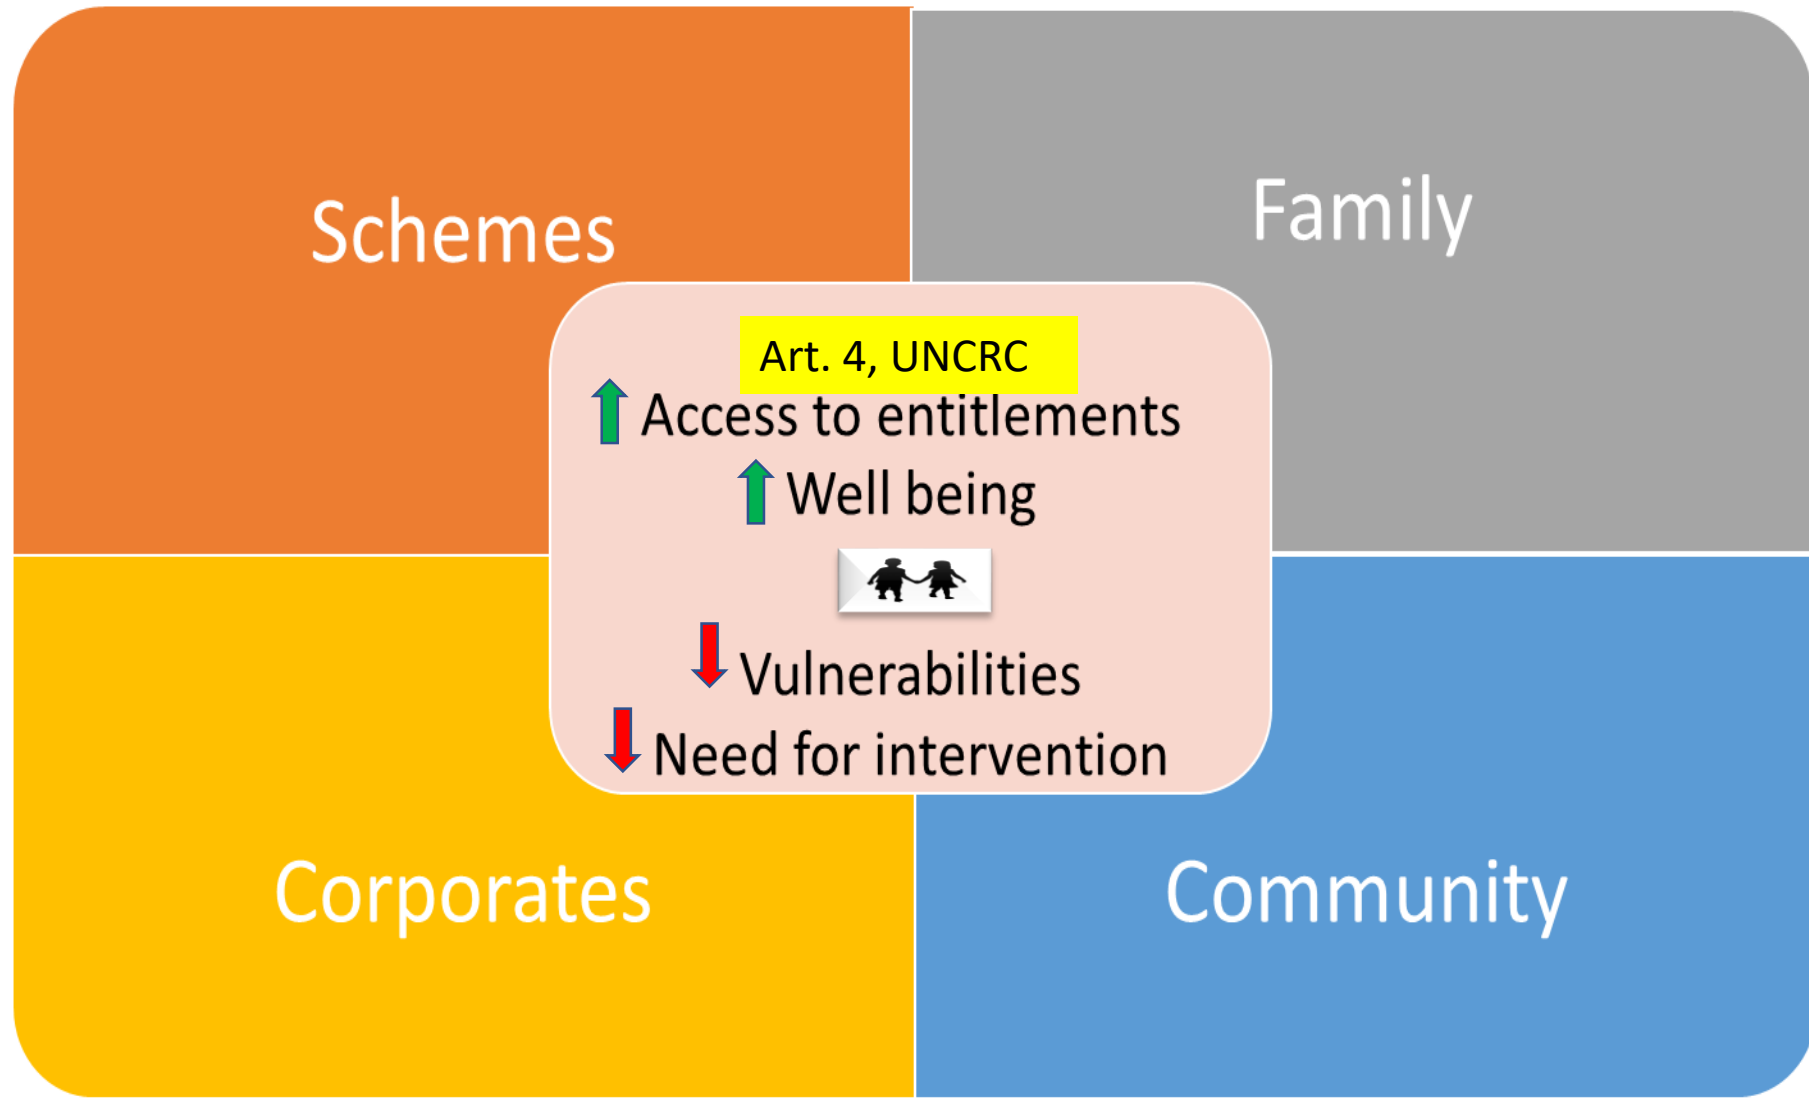 Schemes
Family
Art. 4, UNCRC
Access to entitlements
Well being
Vulnerabilities
Need for intervention
Corporates
Community